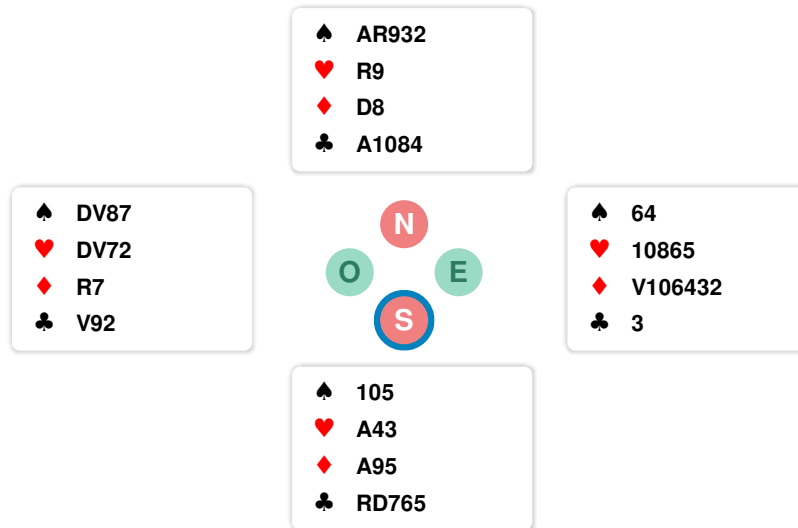 ♠ AR932
♥ R9
♦ D8
♣ A1084
♠ DV87
♥ DV72
♦ R7
♣ V92
N
O E
S
♠ 64
♥ 10865
♦ V106432
♣ 3
♠ 105
♥ A43
♦ A95
♣ RD765